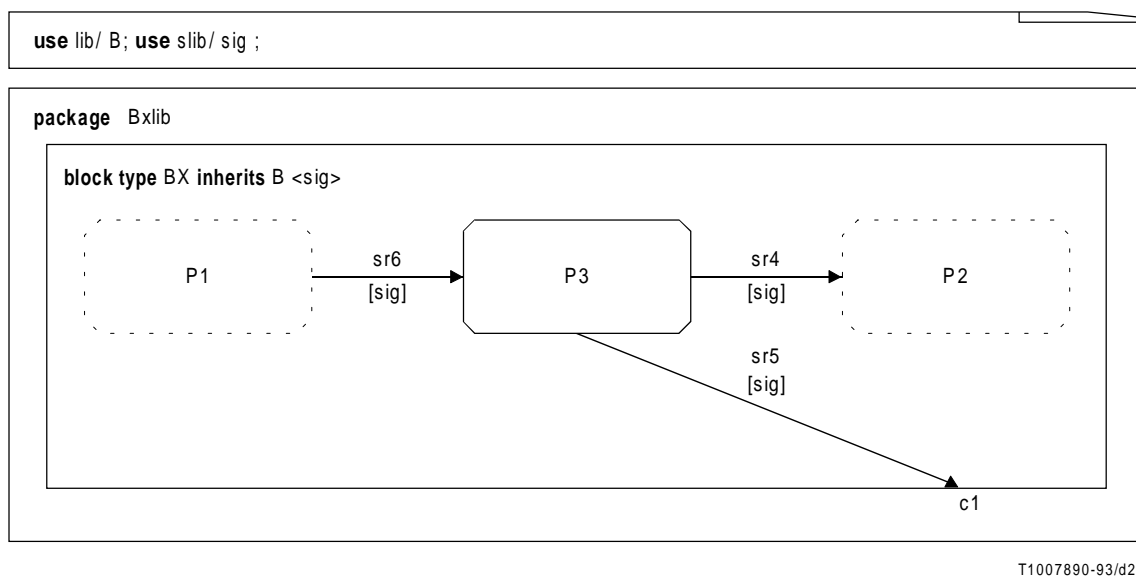 use lib/ B; use slib/ sig ;
package Bxlib
block type BX inherits B <sig>
P1
sr6
[sig]
P3
sr4
[sig]
P2
sr5
[sig]
c1
T1007890-93/d2